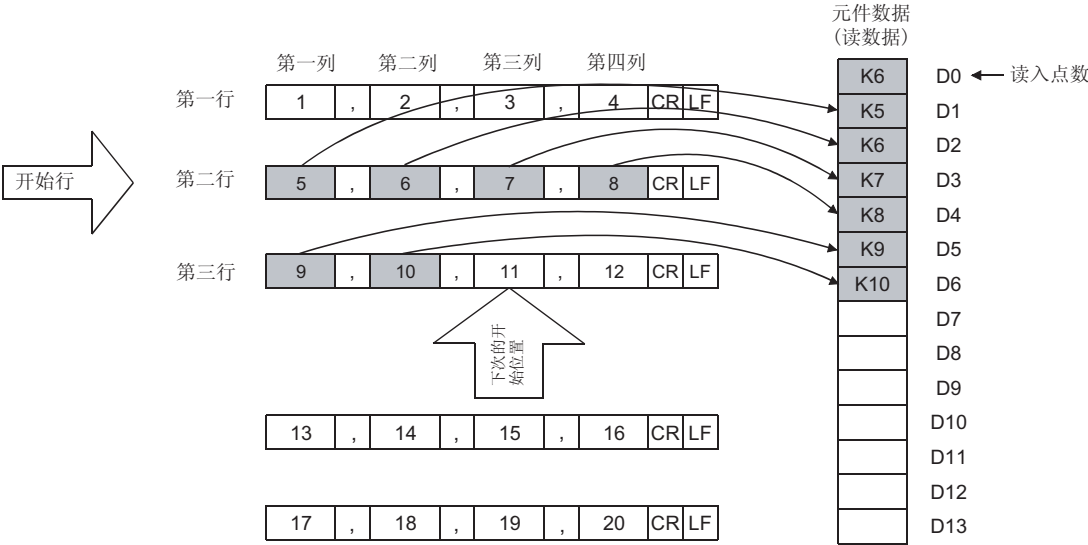 元件数据
(读数据)
第一列 第二列 第三列 第四列
第一行 1 , 2 , 3 , 4 CR LF
K6 D0 读入点数
K5 D1
K6 D2
开始行
第二行 5 , 6 , 7 , 8 CR LF
K7 D3
K8 D4
K9 D5
第三行 9 , 10 , 11 , 12 CR LF
K10 D6
下次的开
始位置
D7
D8
D9
13 , 14 , 15 , 16 CR LF
D10
D11
D12
17 , 18 , 19 , 20 CR LF
D13